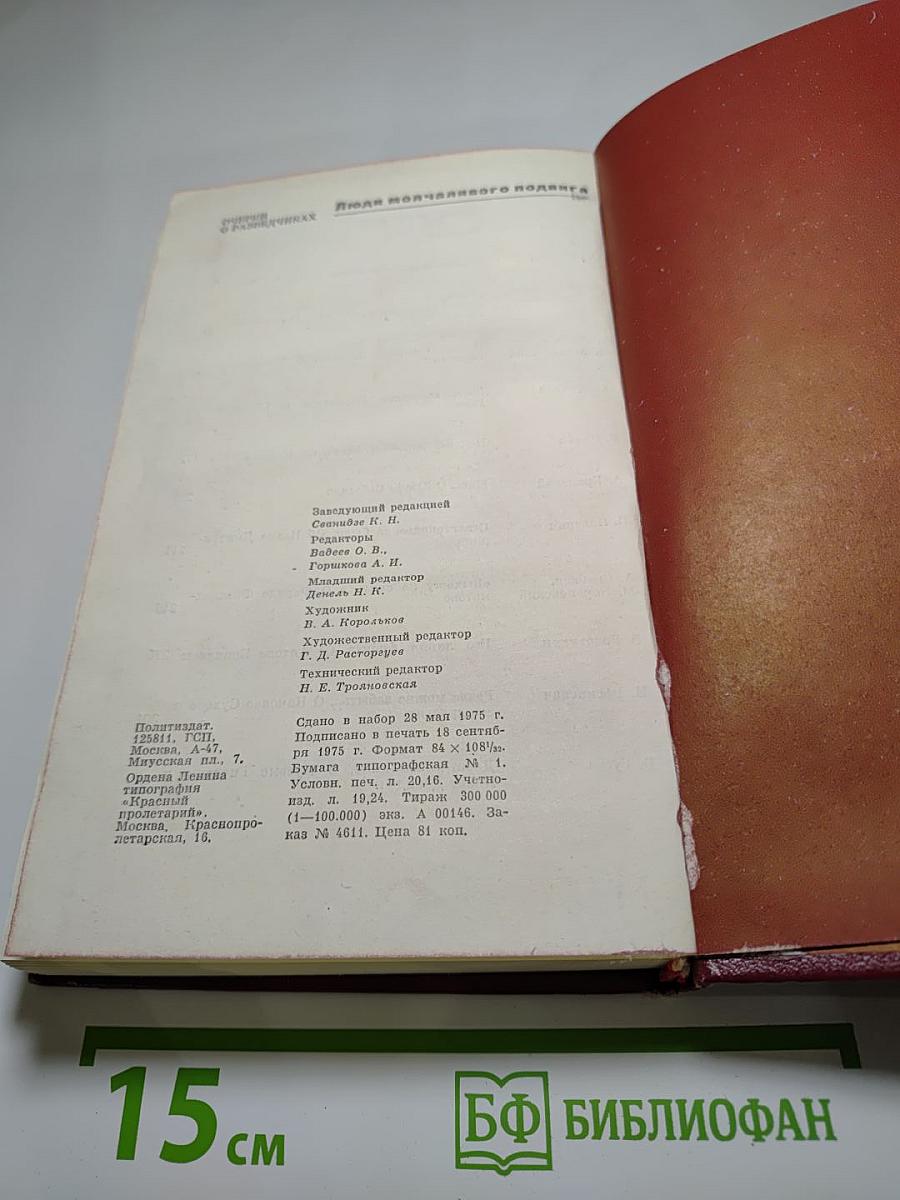 Люди молчаливого подвига
ОЧЕРКИ
О РАЗВЕДЧИКАХ
Заведующий редакцией
Сванидзе К. Н.
Редакторы
Вадеев О. В.,
Горшкова А. И.
Младший редактор
Денель Н. К.
Художник
В. А. Корольков
Художественный редактор
Г. Д. Расторгуев
Технический редактор
Н. Е. Трояновская
Политиздат.
125811. ГСП,
Москва, А-47,
Миусская пл., 7.
Ордена Ленина
типография
«Красный
пролетарий».
Москва, Краснопро-
летарская, 16.
Сдано в набор 28 мая 1975 г.
Подписано в печать 18 сентяб-
ря 1975 г. Формат 84 × 108¹/₃₂.
Бумага типографская № 1.
Условн. печ. л. 20,16. Учетно-
изд. л. 19,24. Тираж 300 000
(1—100.000) экз. А 00146. За-
каз № 4611. Цена 81 коп.
15 см
БФ БИБЛИОФАН